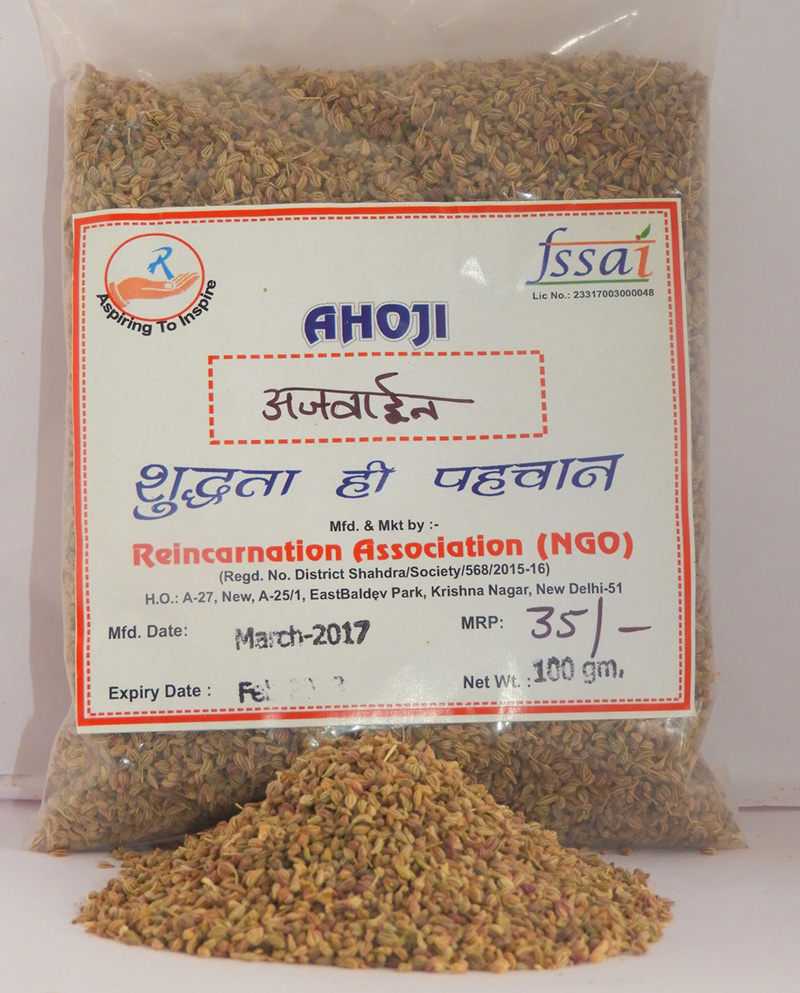 R
Aspiring To Inspire
fssai
Lic No.: 23317003000048
AHOJI
अजवाईन
शुद्धता ही पहचान
Mfd. & Mkt by :-
Reincarnation Association (NGO)
(Regd. No. District Shahdra/Society/568/2015-16)
H.O.: A-27, New, A-25/1, EastBaldev Park, Krishna Nagar, New Delhi-51
Mfd. Date: March-2017 MRP: 35/-
Expiry Date : Net Wt. : 100 gm.